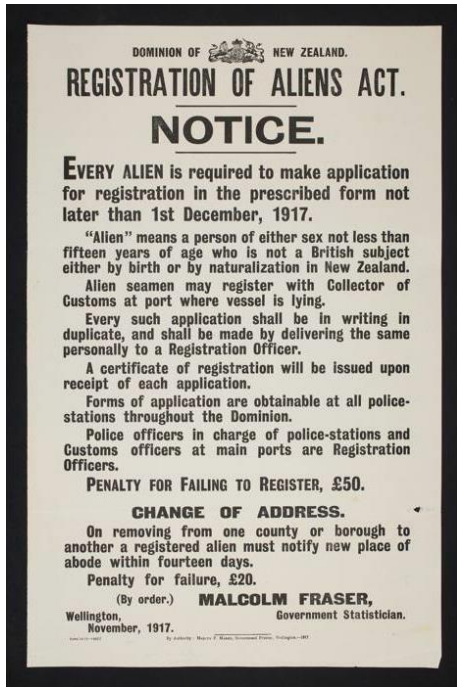 DOMINION OF NEW ZEALAND.
REGISTRATION OF ALIENS ACT.
NOTICE.
EVERY ALIEN is required to make application
for registration in the prescribed form not
later than 1st December, 1917.
"Alien" means a person of either sex not less than
fifteen years of age who is not a British subject
either by birth or by naturalization in New Zealand.
Alien seamen may register with Collector of
Customs at port where vessel is lying.
Every such application shall be in writing in
duplicate, and shall be made by delivering the same
personally to a Registration Officer.
A certificate of registration will be issued upon
receipt of each application.
Forms of application are obtainable at all police-
stations throughout the Dominion.
Police officers in charge of police-stations and
Customs officers at main ports are Registration
Officers.
PENALTY FOR FAILING TO REGISTER, £50.
CHANGE OF ADDRESS.
On removing from one county or borough to
another a registered alien must notify new place of
abode within fourteen days.
Penalty for failure, £20.
(By order.) MALCOLM FRASER,
Wellington, Government Statistician.
November, 1917.
By Authority: Government Printer, Wellington.—1917